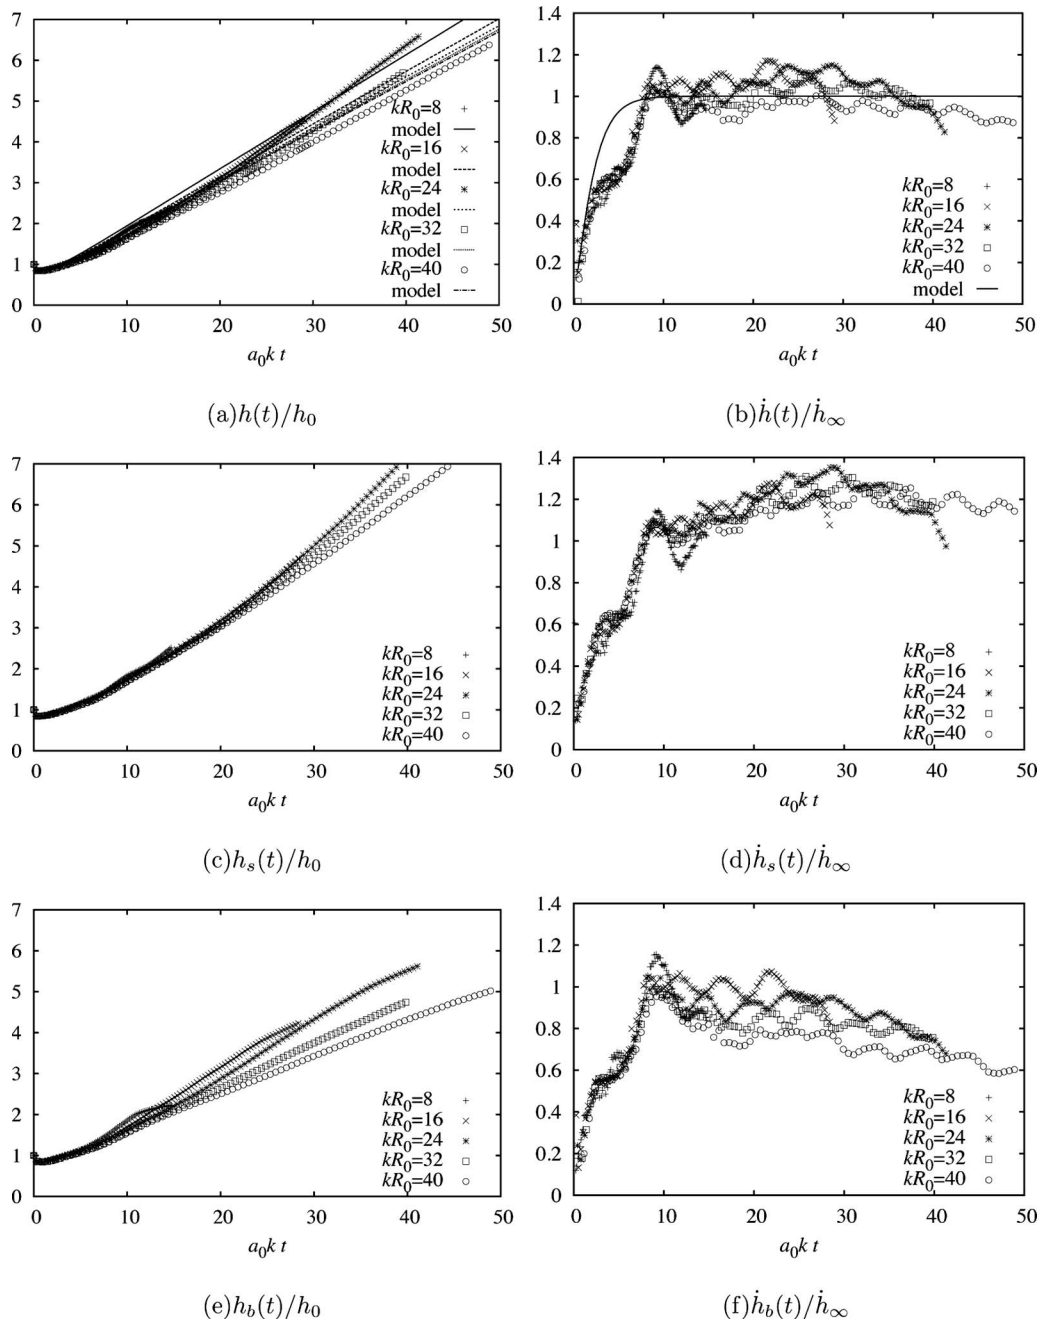 7
6
5
4
3
2
1
0
kR₀=8
model
kR₀=16
model
kR₀=24
model
kR₀=32
model
kR₀=40
model
0 10 20 30 40 50
a₀k t
(a)h(t)/h₀
1.4
1.2
1
0.8
0.6
0.4
0.2
0
kR₀=8
kR₀=16
kR₀=24
kR₀=32
kR₀=40
model
0 10 20 30 40 50
a₀k t
(b)ḣ(t)/ḣ∞
7
6
5
4
3
2
1
0
kR₀=8
kR₀=16
kR₀=24
kR₀=32
kR₀=40
0 10 20 30 40 50
a₀k t
(c)hₛ(t)/h₀
1.4
1.2
1
0.8
0.6
0.4
0.2
0
kR₀=8
kR₀=16
kR₀=24
kR₀=32
kR₀=40
0 10 20 30 40 50
a₀k t
(d)ḣₛ(t)/ḣ∞
7
6
5
4
3
2
1
0
kR₀=8
kR₀=16
kR₀=24
kR₀=32
kR₀=40
0 10 20 30 40 50
a₀k t
(e)h_b(t)/h₀
1.4
1.2
1
0.8
0.6
0.4
0.2
0
kR₀=8
kR₀=16
kR₀=24
kR₀=32
kR₀=40
0 10 20 30 40 50
a₀k t
(f)ḣ_b(t)/ḣ∞